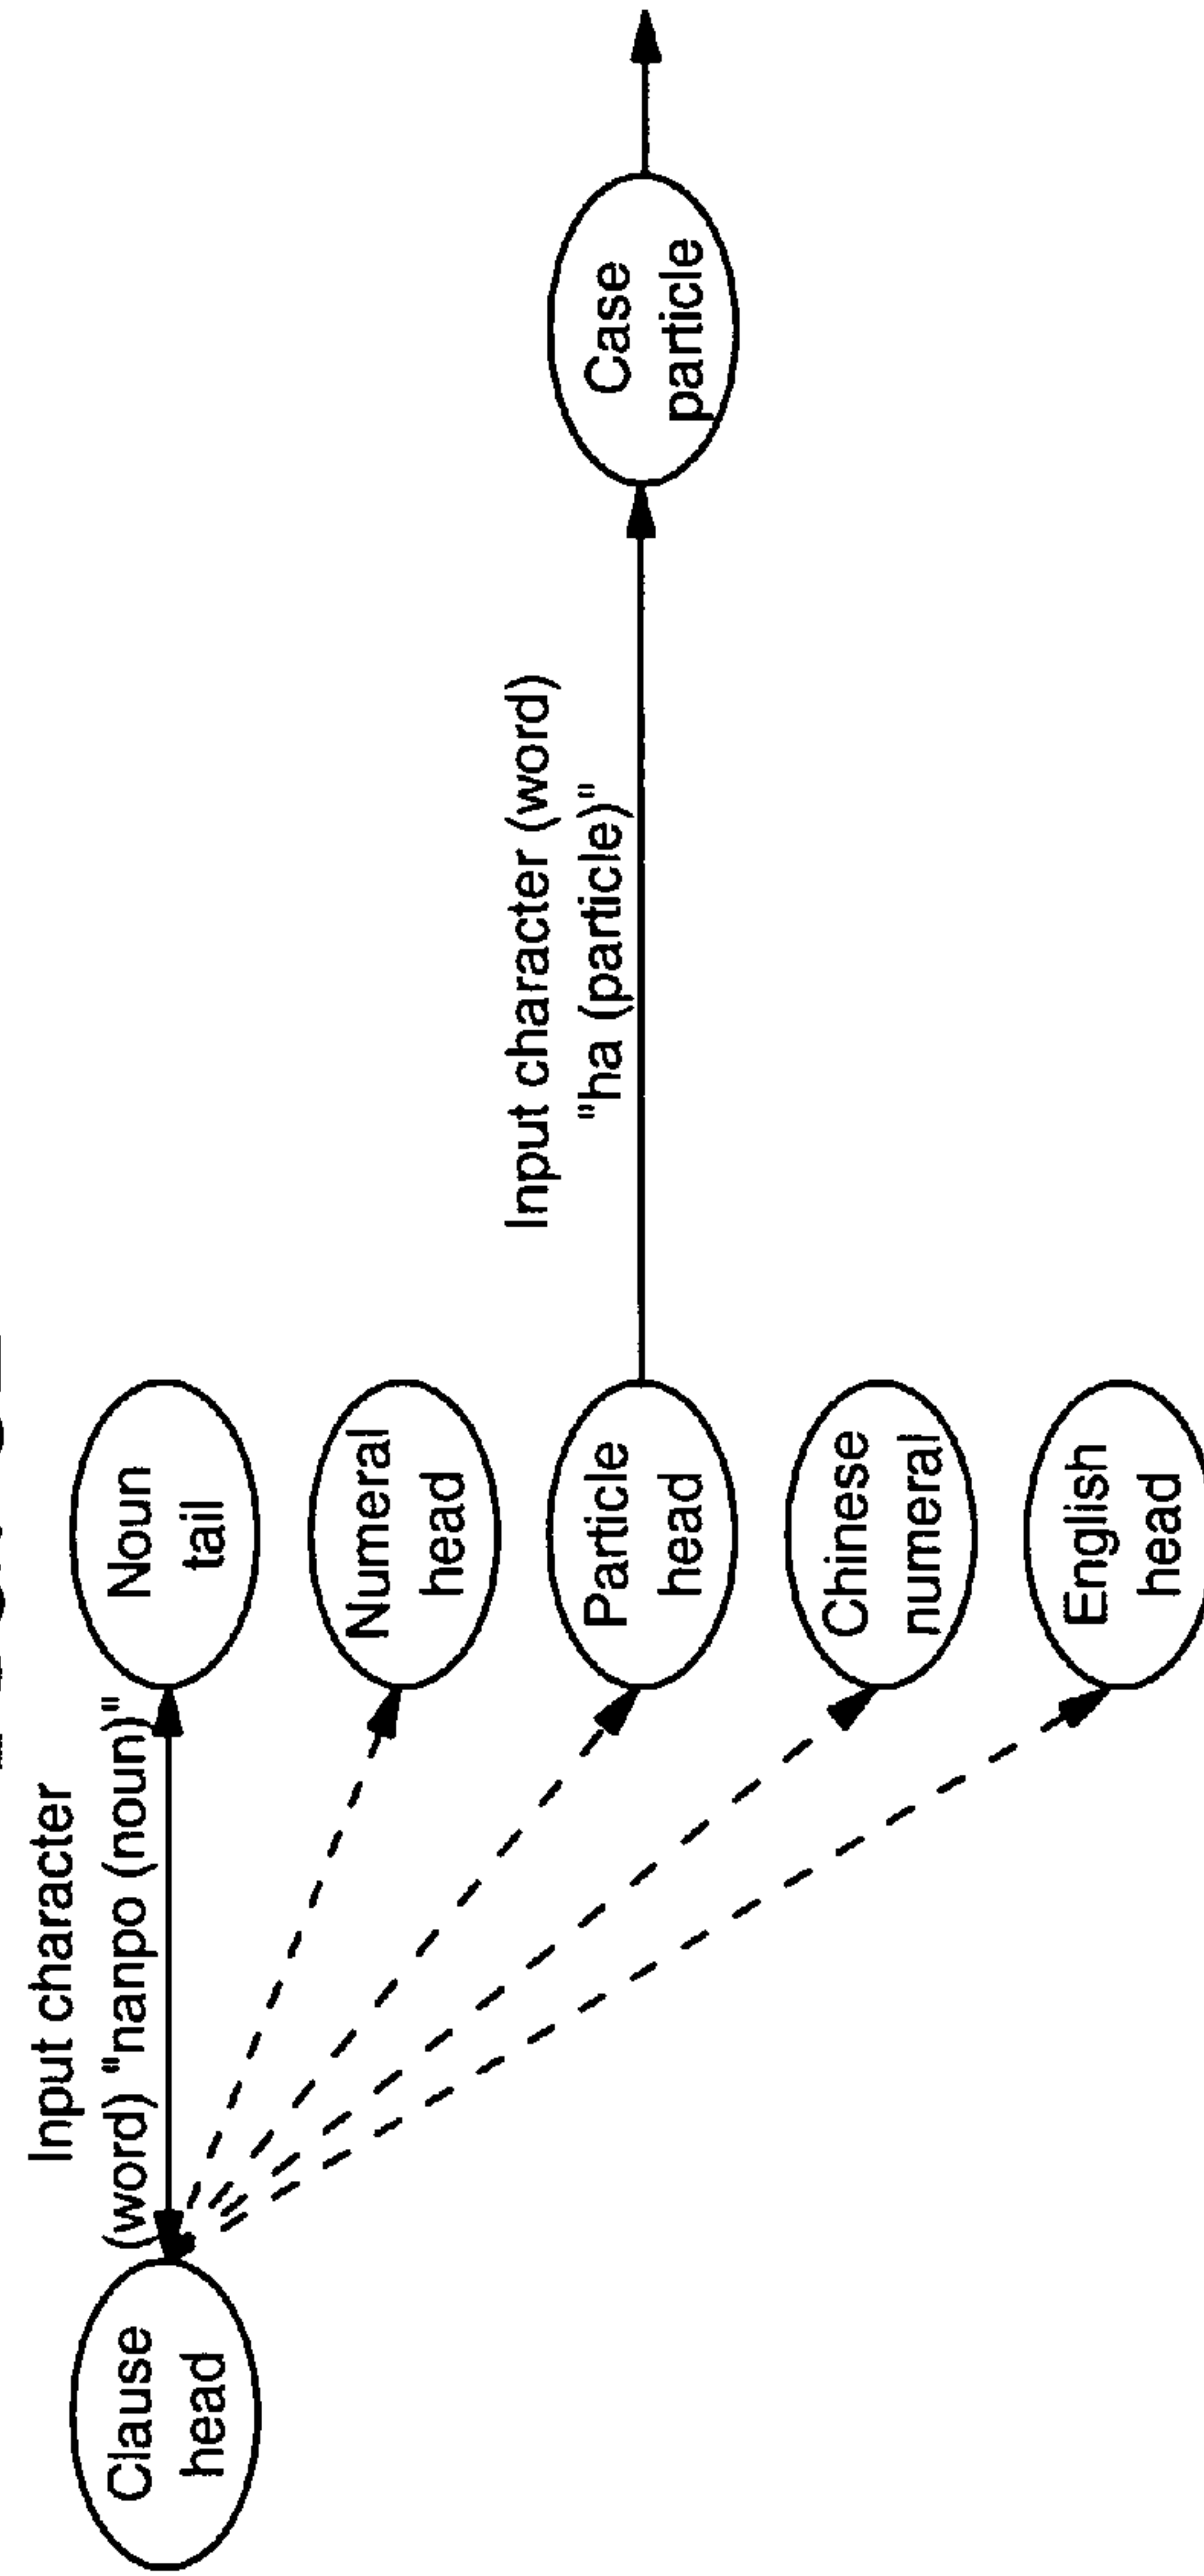 Input character
(word) "nanpo (noun)"
Clause
head
Noun
tail
Numeral
head
Input character (word)
"ha (particle)"
Particle
head
Case
particle
Chinese
numeral
English
head